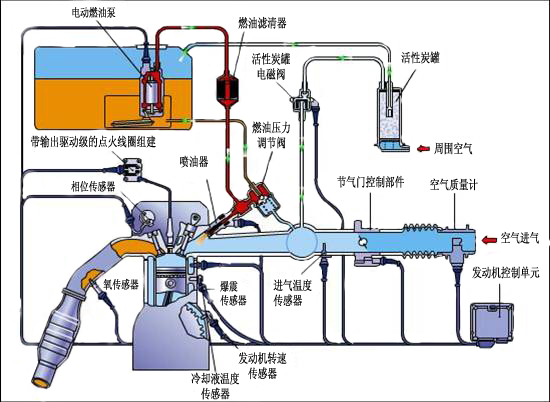 电动燃油泵
燃油滤清器
活性炭罐
电磁阀
活性炭罐
周围空气
带输出驱动级的点火线圈组建
燃油压力
调节阀
喷油器
相位传感器
节气门控制部件
空气质量计
空气进气
氧传感器
爆震
传感器
进气温度
传感器
发动机控制单元
发动机转速
传感器
冷却液温度
传感器